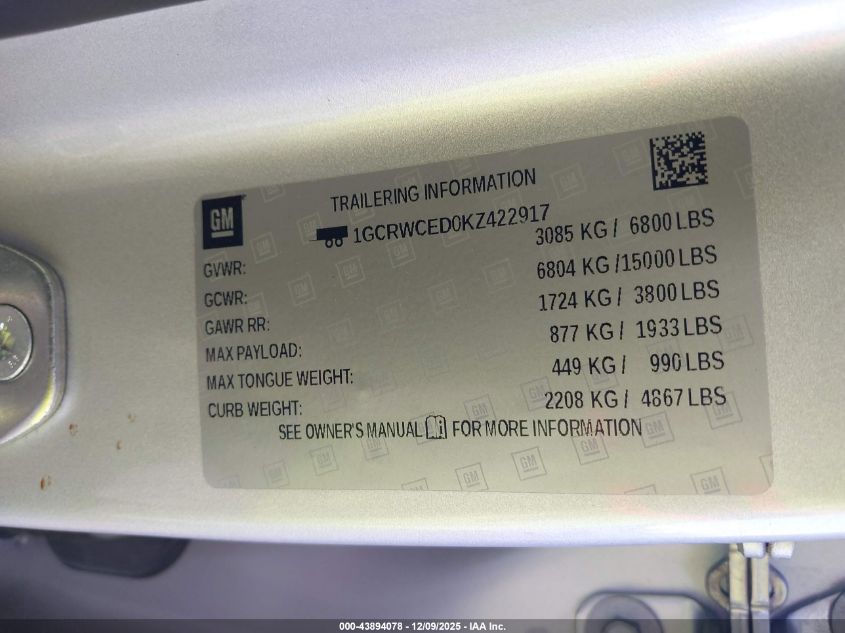 GM
TRAILERING INFORMATION
1GCRWCED0KZ422917
GVWR: 3085 KG / 6800 LBS
GCWR: 6804 KG /15000 LBS
GAWR RR: 1724 KG / 3800 LBS
MAX PAYLOAD: 877 KG / 1933 LBS
MAX TONGUE WEIGHT: 449 KG / 990 LBS
CURB WEIGHT: 2208 KG / 4867 LBS
SEE OWNER'S MANUAL FOR MORE INFORMATION
000-43894078 - 12/09/2025 - IAA Inc.